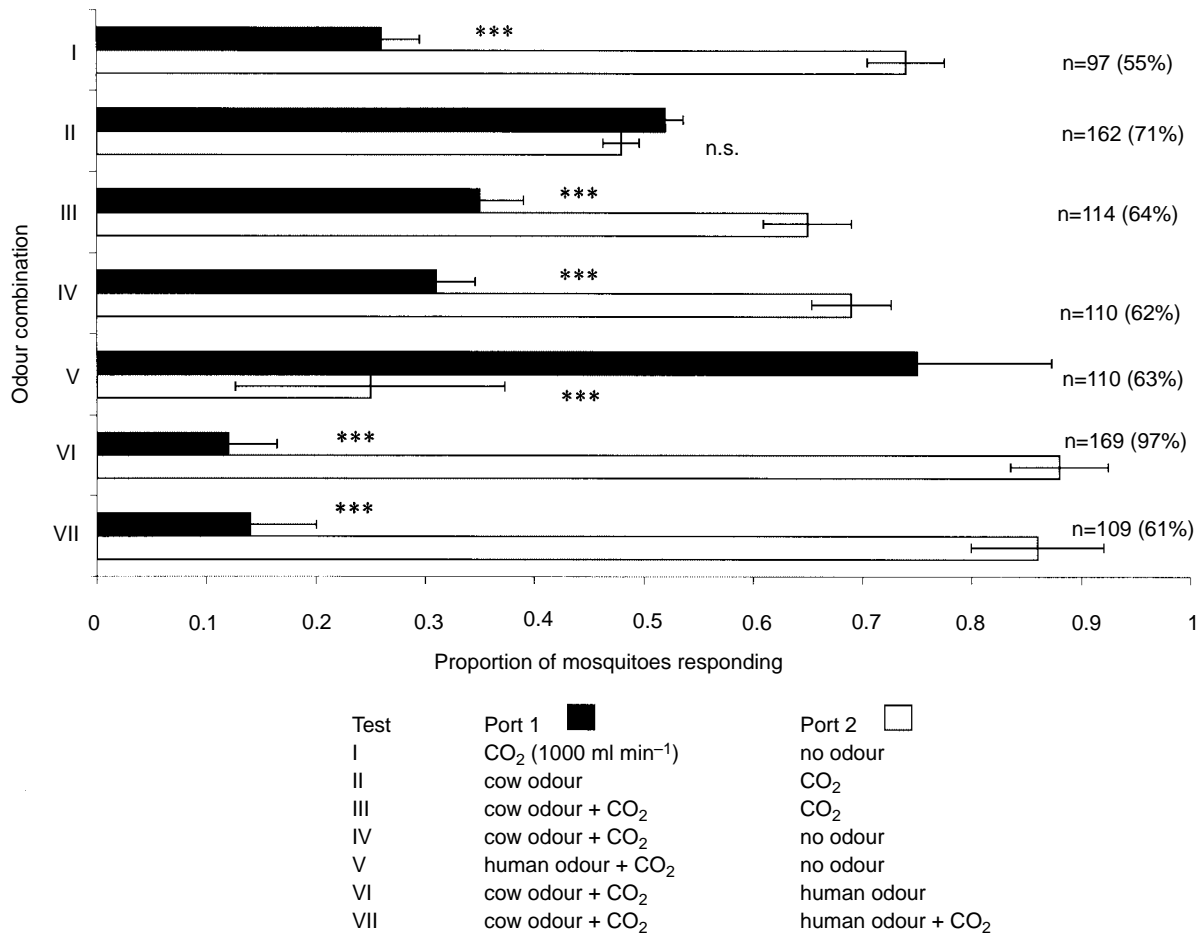 I *** n=97 (55%)
II n.s. n=162 (71%)
III *** n=114 (64%)
IV *** n=110 (62%)
V *** n=110 (63%)
VI *** n=169 (97%)
VII *** n=109 (61%)
Odour combination
0 0.1 0.2 0.3 0.4 0.5 0.6 0.7 0.8 0.9 1
Proportion of mosquitoes responding
Test Port 1 Port 2
I CO₂ (1000 ml min⁻¹) no odour
II cow odour CO₂
III cow odour + CO₂ CO₂
IV cow odour + CO₂ no odour
V human odour + CO₂ no odour
VI cow odour + CO₂ human odour
VII cow odour + CO₂ human odour + CO₂